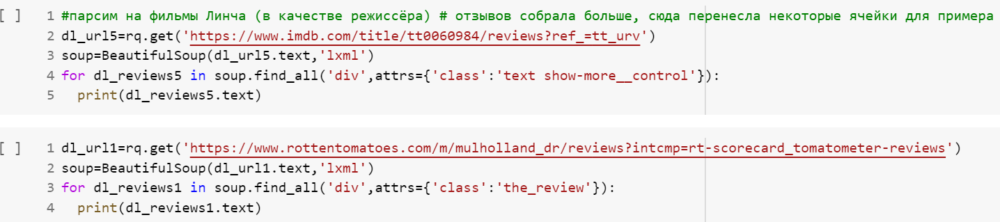 [ ] 1 #парсим на фильмы Линча (в качестве режиссёра) # отзывов собрала больше, сюда перенесла некоторые ячейки для примера
2 dl_url5=rq.get('https://www.imdb.com/title/tt0060984/reviews?ref_=tt_urv')
3 soup=BeautifulSoup(dl_url5.text,'lxml')
4 for dl_reviews5 in soup.find_all('div',attrs={'class':'text show-more__control'}):
5   print(dl_reviews5.text)
[ ] 1 dl_url1=rq.get('https://www.rottentomatoes.com/m/mulholland_dr/reviews?intcmp=rt-scorecard_tomatometer-reviews')
2 soup=BeautifulSoup(dl_url1.text,'lxml')
3 for dl_reviews1 in soup.find_all('div',attrs={'class':'the_review'}):
4   print(dl_reviews1.text)